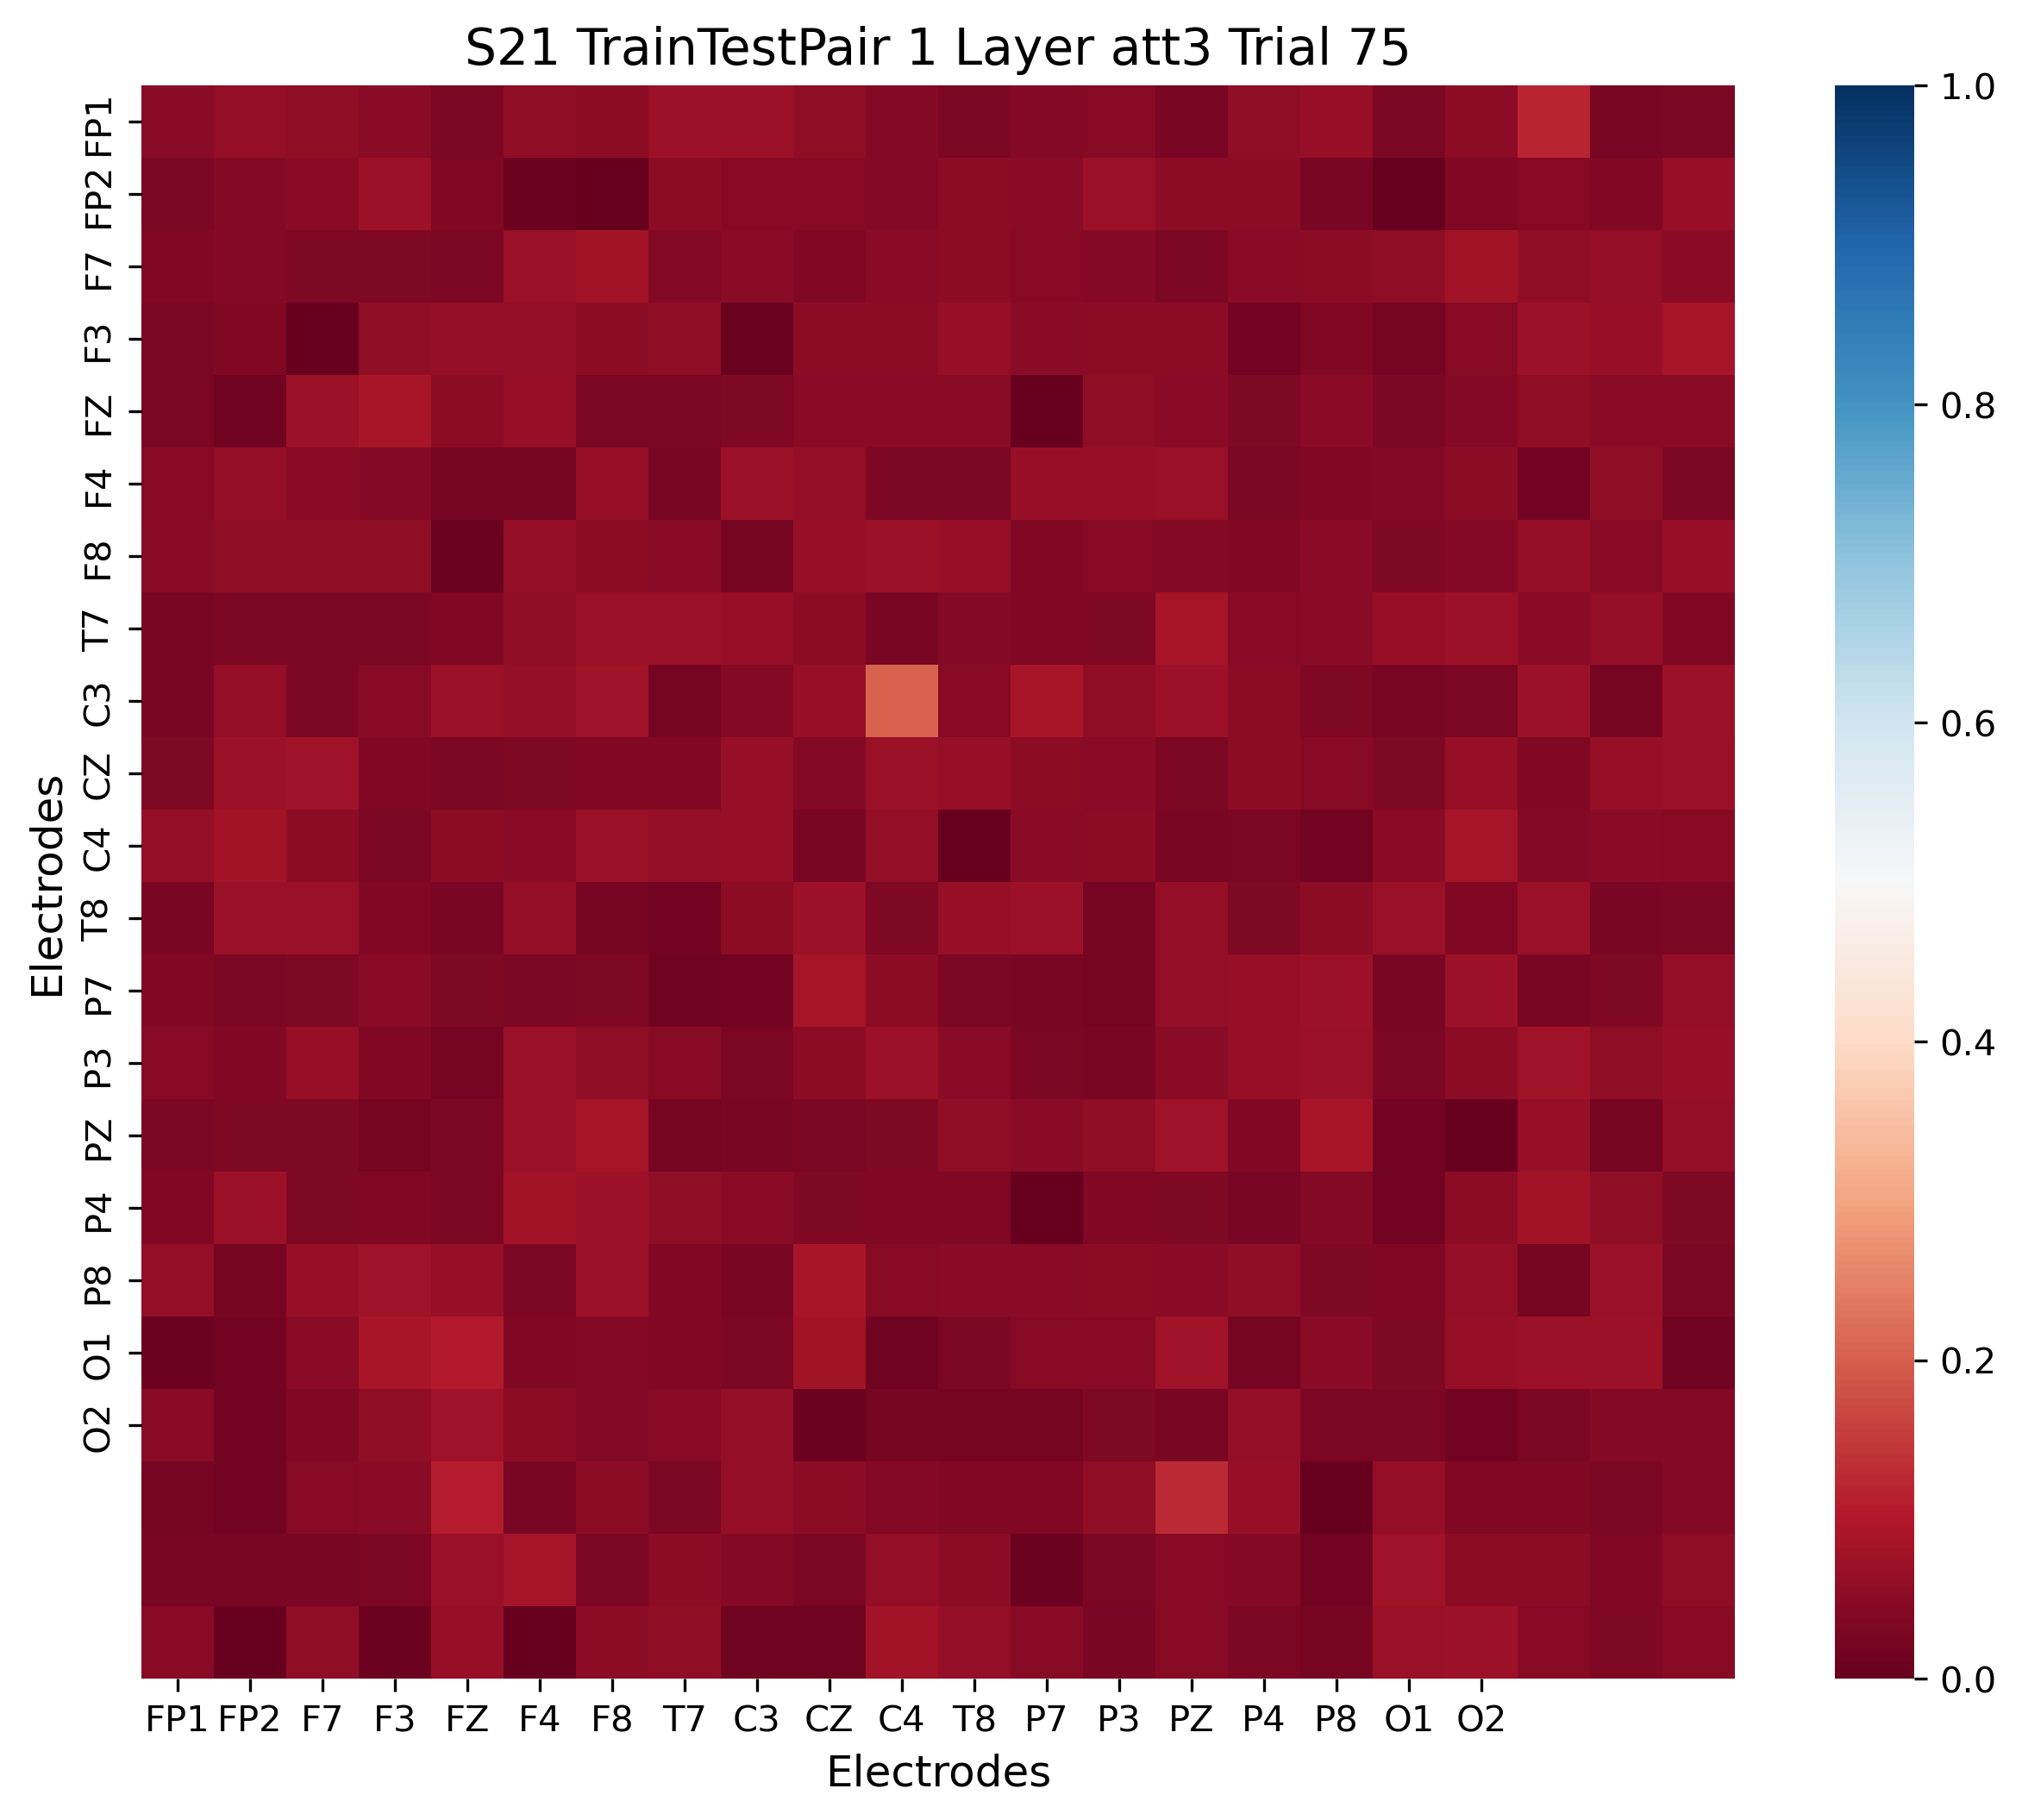 S21 TrainTestPair 1 Layer att3 Trial 75
Electrodes
FP1
FP2
F7
F3
FZ
F4
F8
T7
C3
CZ
C4
T8
P7
P3
PZ
P4
P8
O1
O2
FP1 FP2 F7 F3 FZ F4 F8 T7 C3 CZ C4 T8 P7 P3 PZ P4 P8 O1 O2
Electrodes
1.0
0.8
0.6
0.4
0.2
0.0